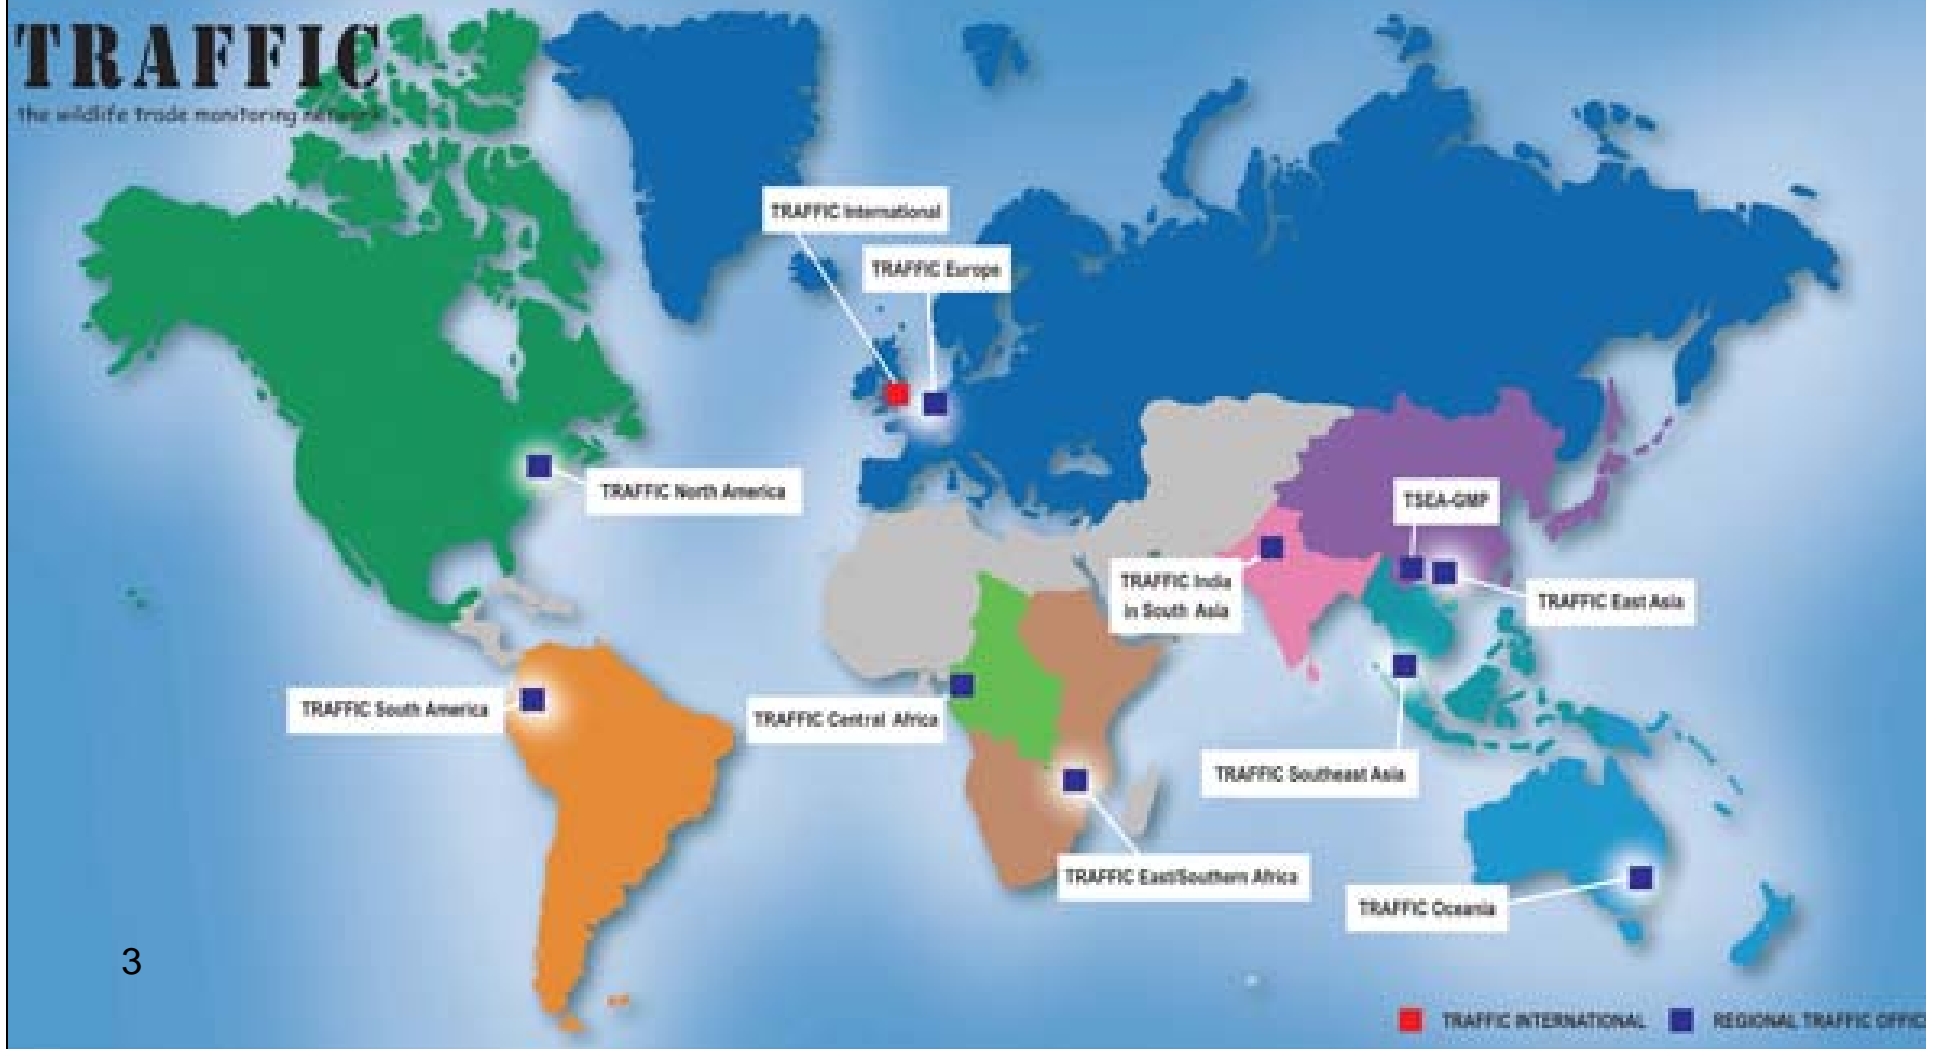 TRAFFIC
the wildlife trade monitoring network
TRAFFIC International
TRAFFIC Europe
TRAFFIC North America
TSEA-GMP
TRAFFIC India
in South Asia
TRAFFIC East Asia
TRAFFIC South America
TRAFFIC Central Africa
TRAFFIC Southeast Asia
TRAFFIC East/Southern Africa
TRAFFIC Oceania
3
TRAFFIC INTERNATIONAL
REGIONAL TRAFFIC OFFIC